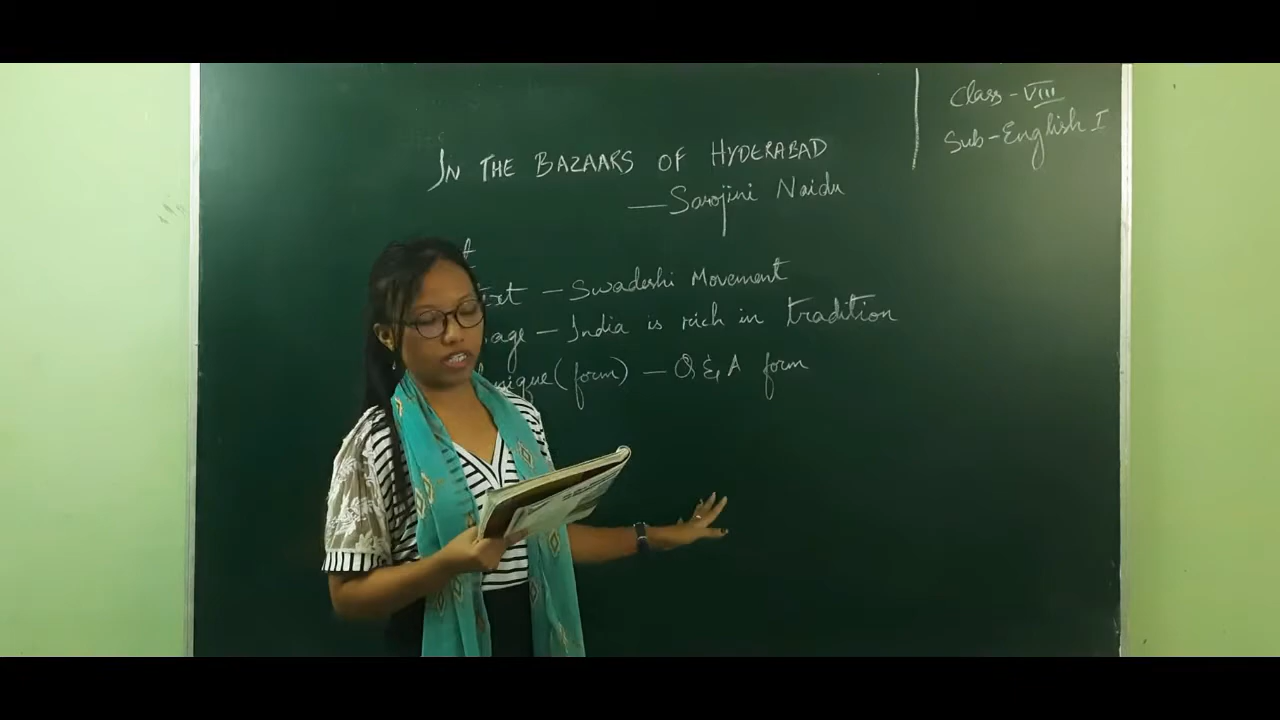 Class - VIII
Sub - English I
IN THE BAZAARS OF HYDERABAD
— Sarojini Naidu
— Swadeshi Movement
— India is rich in tradition
(form) — Q & A form